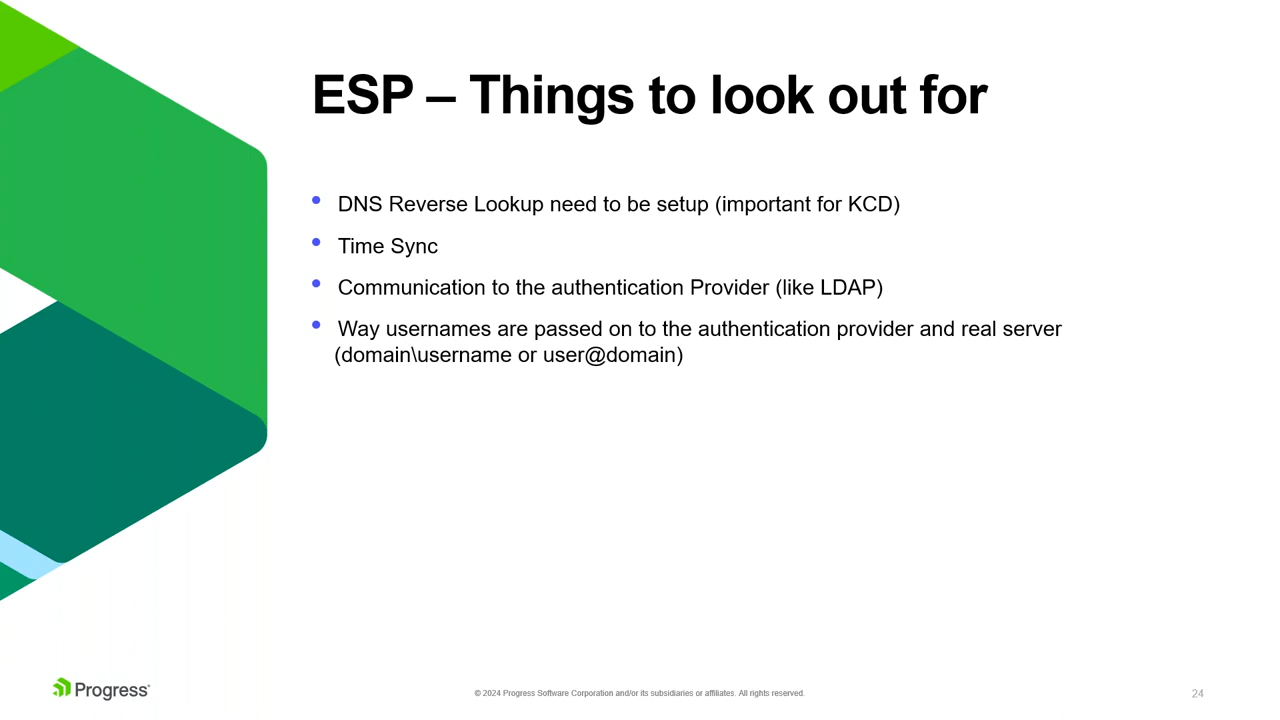 ESP – Things to look out for
• DNS Reverse Lookup need to be setup (important for KCD)
• Time Sync
• Communication to the authentication Provider (like LDAP)
• Way usernames are passed on to the authentication provider and real server
(domain\username or user@domain)
Progress
© 2024 Progress Software Corporation and/or its subsidiaries or affiliates. All rights reserved.
24